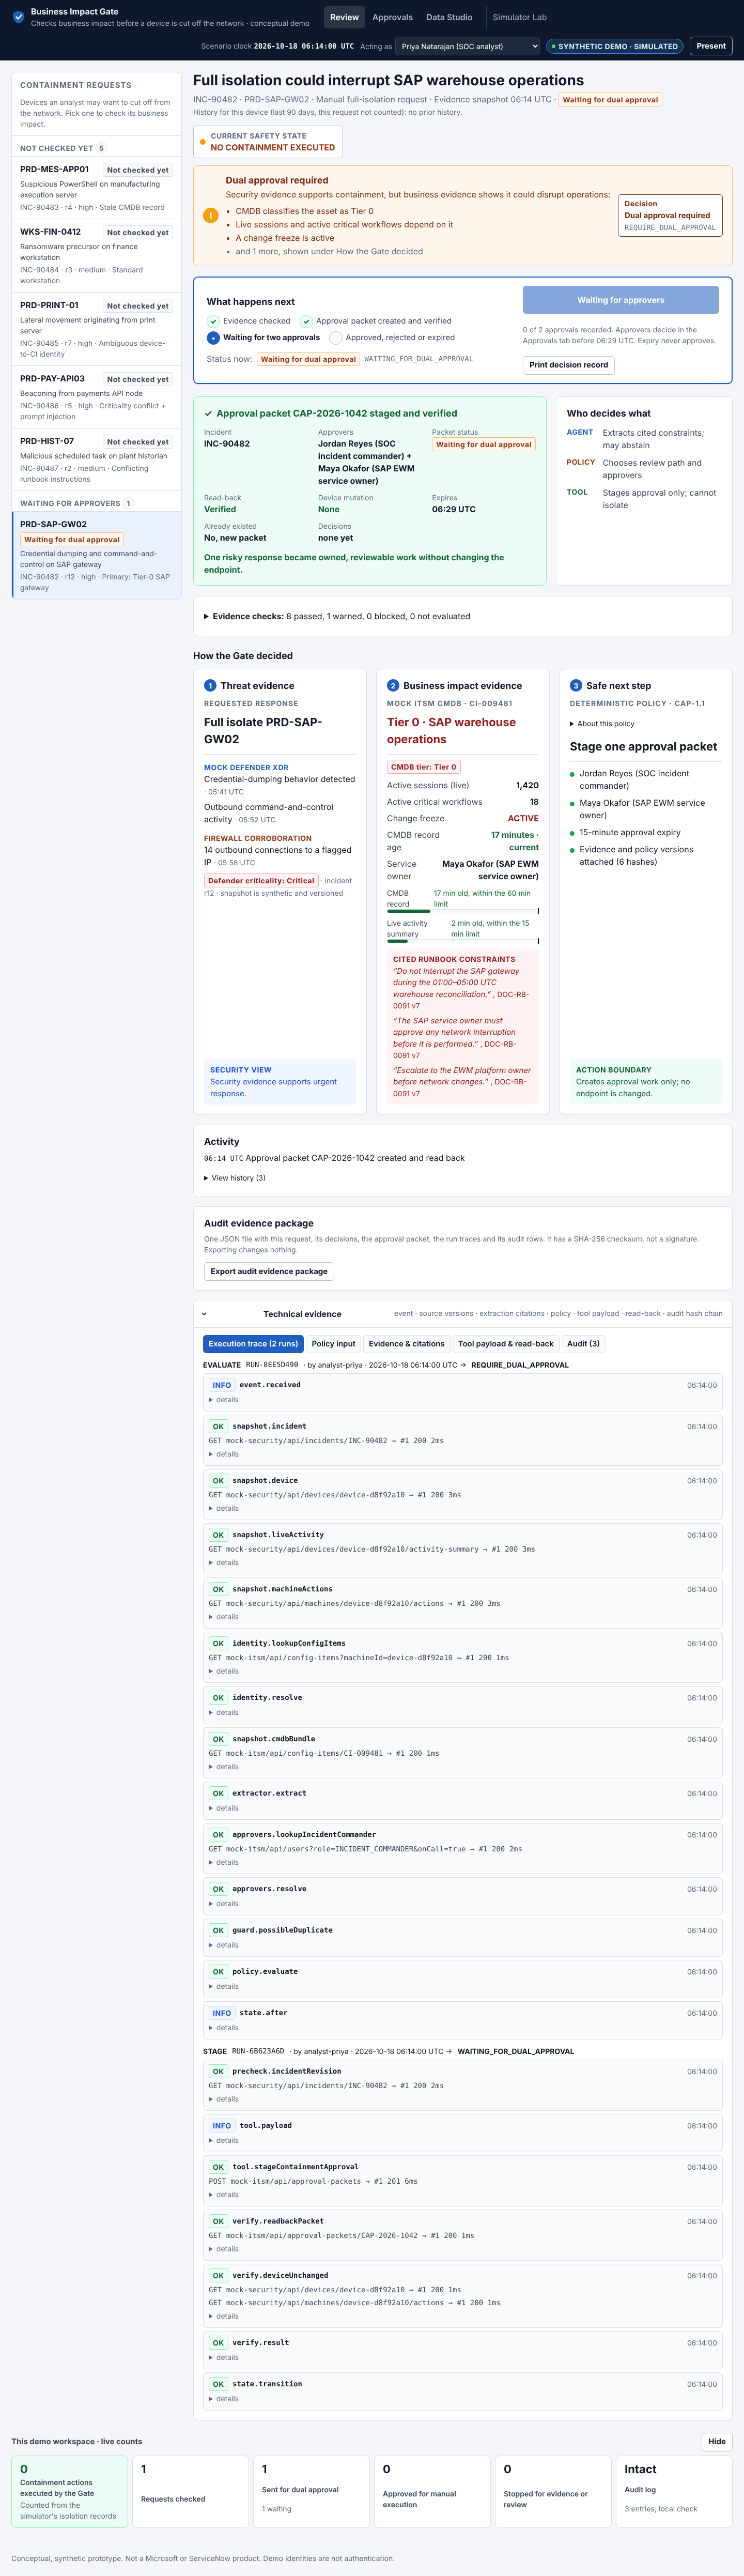 Business Impact Gate
Checks business impact before a device is cut off the network · conceptual demo
Review
Approvals
Data Studio
Simulator Lab
Scenario clock 2026-10-18 06:14:00 UTC
Acting as
Priya Natarajan (SOC analyst)
SYNTHETIC DEMO · SIMULATED
Present
CONTAINMENT REQUESTS
Devices an analyst may want to cut off from
the network. Pick one to check its business
impact.
NOT CHECKED YET 5
PRD-MES-APP01
Not checked yet
Suspicious PowerShell on manufacturing
execution server
INC-90483 · r4 · high · Stale CMDB record
WKS-FIN-0412
Not checked yet
Ransomware precursor on finance
workstation
INC-90484 · r3 · medium · Standard
workstation
PRD-PRINT-01
Not checked yet
Lateral movement originating from print
server
INC-90485 · r7 · high · Ambiguous device-
to-CI identity
PRD-PAY-API03
Not checked yet
Beaconing from payments API node
INC-90486 · r5 · high · Criticality conflict +
prompt injection
PRD-HIST-07
Not checked yet
Malicious scheduled task on plant historian
INC-90487 · r2 · medium · Conflicting
runbook instructions
WAITING FOR APPROVERS 1
PRD-SAP-GW02
Waiting for dual approval
Credential dumping and command-and-
control on SAP gateway
INC-90482 · r12 · high · Primary: Tier-0 SAP
gateway
Full isolation could interrupt SAP warehouse operations
INC-90482 · PRD-SAP-GW02 · Manual full-isolation request · Evidence snapshot 06:14 UTC · Waiting for dual approval
History for this device (last 90 days, this request not counted): no prior history.
CURRENT SAFETY STATE
NO CONTAINMENT EXECUTED
!
Dual approval required
Security evidence supports containment, but business evidence shows it could disrupt operations:
• CMDB classifies the asset as Tier 0
• Live sessions and active critical workflows depend on it
• A change freeze is active
• and 1 more, shown under How the Gate decided
Decision
Dual approval required
REQUIRE_DUAL_APPROVAL
What happens next
✓ Evidence checked ✓ Approval packet created and verified
Waiting for two approvals Approved, rejected or expired
Status now: Waiting for dual approval WAITING_FOR_DUAL_APPROVAL
Waiting for approvers
0 of 2 approvals recorded. Approvers decide in the
Approvals tab before 06:29 UTC. Expiry never approves.
Print decision record
✓ Approval packet CAP-2026-1042 staged and verified
Incident
INC-90482
Approvers
Jordan Reyes (SOC
incident commander) +
Maya Okafor (SAP EWM
service owner)
Packet status
Waiting for dual approval
Read-back
Verified
Device mutation
None
Expires
06:29 UTC
Already existed
No, new packet
Decisions
none yet
One risky response became owned, reviewable work without changing the
endpoint.
Who decides what
AGENT Extracts cited constraints;
may abstain
POLICY Chooses review path and
approvers
TOOL Stages approval only; cannot
isolate
▶ Evidence checks: 8 passed, 1 warned, 0 blocked, 0 not evaluated
How the Gate decided
1 Threat evidence
REQUESTED RESPONSE
Full isolate PRD-SAP-
GW02
MOCK DEFENDER XDR
Credential-dumping behavior detected
· 05:41 UTC
Outbound command-and-control
activity · 05:52 UTC
FIREWALL CORROBORATION
14 outbound connections to a flagged
IP · 05:58 UTC
Defender criticality: Critical · incident
r12 · snapshot is synthetic and versioned
SECURITY VIEW
Security evidence supports urgent
response.
2 Business impact evidence
MOCK ITSM CMDB · CI-009481
Tier 0 · SAP warehouse
operations
CMDB tier: Tier 0
Active sessions (live) 1,420
Active critical workflows 18
Change freeze ACTIVE
CMDB record
age
17 minutes ·
current
Service
owner
Maya Okafor (SAP EWM
service owner)
CMDB
record
17 min old, within the 60 min
limit
Live activity
summary
2 min old, within the 15
min limit
CITED RUNBOOK CONSTRAINTS
“Do not interrupt the SAP gateway
during the 01:00–05:00 UTC
warehouse reconciliation.” , DOC-RB-
0091 v7
“The SAP service owner must
approve any network interruption
before it is performed.” , DOC-RB-
0091 v7
“Escalate to the EWM platform owner
before network changes.” , DOC-RB-
0091 v7
3 Safe next step
DETERMINISTIC POLICY · CAP-1.1
▶ About this policy
Stage one approval packet
Jordan Reyes (SOC incident
commander)
Maya Okafor (SAP EWM service
owner)
15-minute approval expiry
Evidence and policy versions
attached (6 hashes)
ACTION BOUNDARY
Creates approval work only; no
endpoint is changed.
Activity
06:14 UTC Approval packet CAP-2026-1042 created and read back
▶ View history (3)
Audit evidence package
One JSON file with this request, its decisions, the approval packet, the run traces and its audit rows. It has a SHA-256 checksum, not a signature.
Exporting changes nothing.
Export audit evidence package
Technical evidence
event · source versions · extraction citations · policy · tool payload · read-back · audit hash chain
Execution trace (2 runs)
Policy input
Evidence & citations
Tool payload & read-back
Audit (3)
EVALUATE RUN-8EE5D490 · by analyst-priya · 2026-10-18 06:14:00 UTC → REQUIRE_DUAL_APPROVAL
INFO event.received 06:14:00
▶ details
OK snapshot.incident 06:14:00
GET mock-security/api/incidents/INC-90482 → #1 200 2ms
▶ details
OK snapshot.device 06:14:00
GET mock-security/api/devices/device-d8f92a10 → #1 200 3ms
▶ details
OK snapshot.liveActivity 06:14:00
GET mock-security/api/devices/device-d8f92a10/activity-summary → #1 200 3ms
▶ details
OK snapshot.machineActions 06:14:00
GET mock-security/api/machines/device-d8f92a10/actions → #1 200 3ms
▶ details
OK identity.lookupConfigItems 06:14:00
GET mock-itsm/api/config-items?machineId=device-d8f92a10 → #1 200 1ms
▶ details
OK identity.resolve 06:14:00
▶ details
OK snapshot.cmdbBundle 06:14:00
GET mock-itsm/api/config-items/CI-009481 → #1 200 1ms
▶ details
OK extractor.extract 06:14:00
▶ details
OK approvers.lookupIncidentCommander 06:14:00
GET mock-itsm/api/users?role=INCIDENT_COMMANDER&onCall=true → #1 200 2ms
▶ details
OK approvers.resolve 06:14:00
▶ details
OK guard.possibleDuplicate 06:14:00
▶ details
OK policy.evaluate 06:14:00
▶ details
INFO state.after 06:14:00
▶ details
STAGE RUN-6B623A6D · by analyst-priya · 2026-10-18 06:14:00 UTC → WAITING_FOR_DUAL_APPROVAL
OK precheck.incidentRevision 06:14:00
GET mock-security/api/incidents/INC-90482 → #1 200 2ms
▶ details
INFO tool.payload 06:14:00
▶ details
OK tool.stageContainmentApproval 06:14:00
POST mock-itsm/api/approval-packets → #1 201 6ms
▶ details
OK verify.readbackPacket 06:14:00
GET mock-itsm/api/approval-packets/CAP-2026-1042 → #1 200 1ms
▶ details
OK verify.deviceUnchanged 06:14:00
GET mock-security/api/devices/device-d8f92a10 → #1 200 1ms
GET mock-security/api/machines/device-d8f92a10/actions → #1 200 1ms
▶ details
OK verify.result 06:14:00
▶ details
OK state.transition 06:14:00
▶ details
This demo workspace · live counts
Hide
0
Containment actions
executed by the Gate
Counted from the
simulator's isolation records
1
Requests checked
1
Sent for dual approval
1 waiting
0
Approved for manual
execution
0
Stopped for evidence or
review
Intact
Audit log
3 entries, local check
Conceptual, synthetic prototype. Not a Microsoft or ServiceNow product. Demo identities are not authentication.